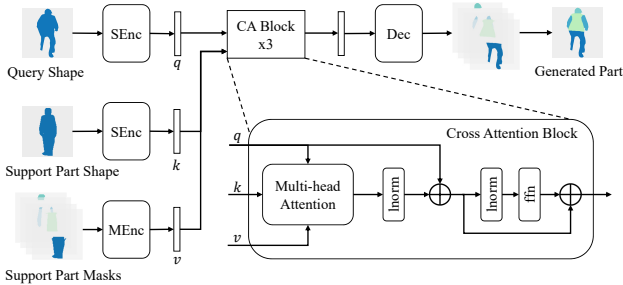 SEnc
q
CA Block
x3
Dec
Query Shape
Generated Part
SEnc
k
Support Part Shape
MEnc
v
Support Part Masks
Cross Attention Block
q
k
v
Multi-head
Attention
lnorm
lnorm
ffn